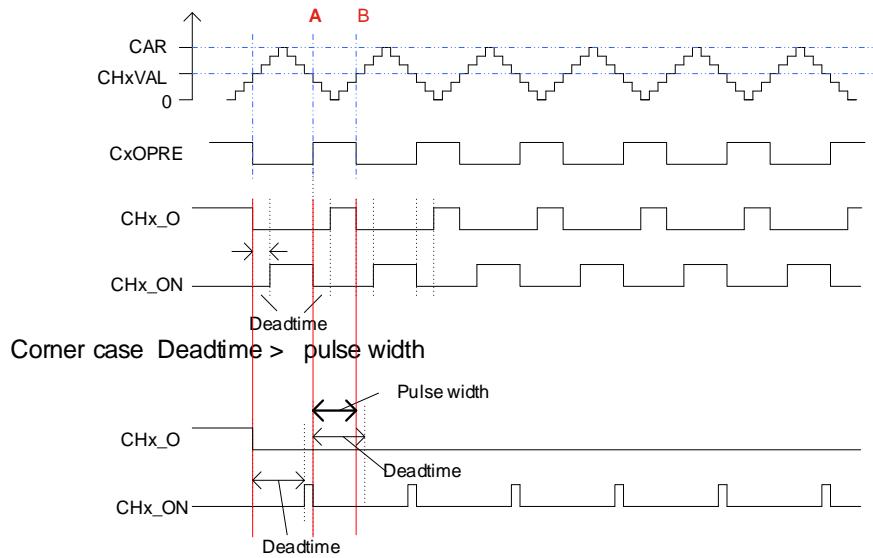 A B
CAR
CHxVAL
0
CxOPRE
CHx_O
CHx_ON
Deadtime
Corner case Deadtime > pulse width
Pulse width
CHx_O
Deadtime
CHx_ON
Deadtime